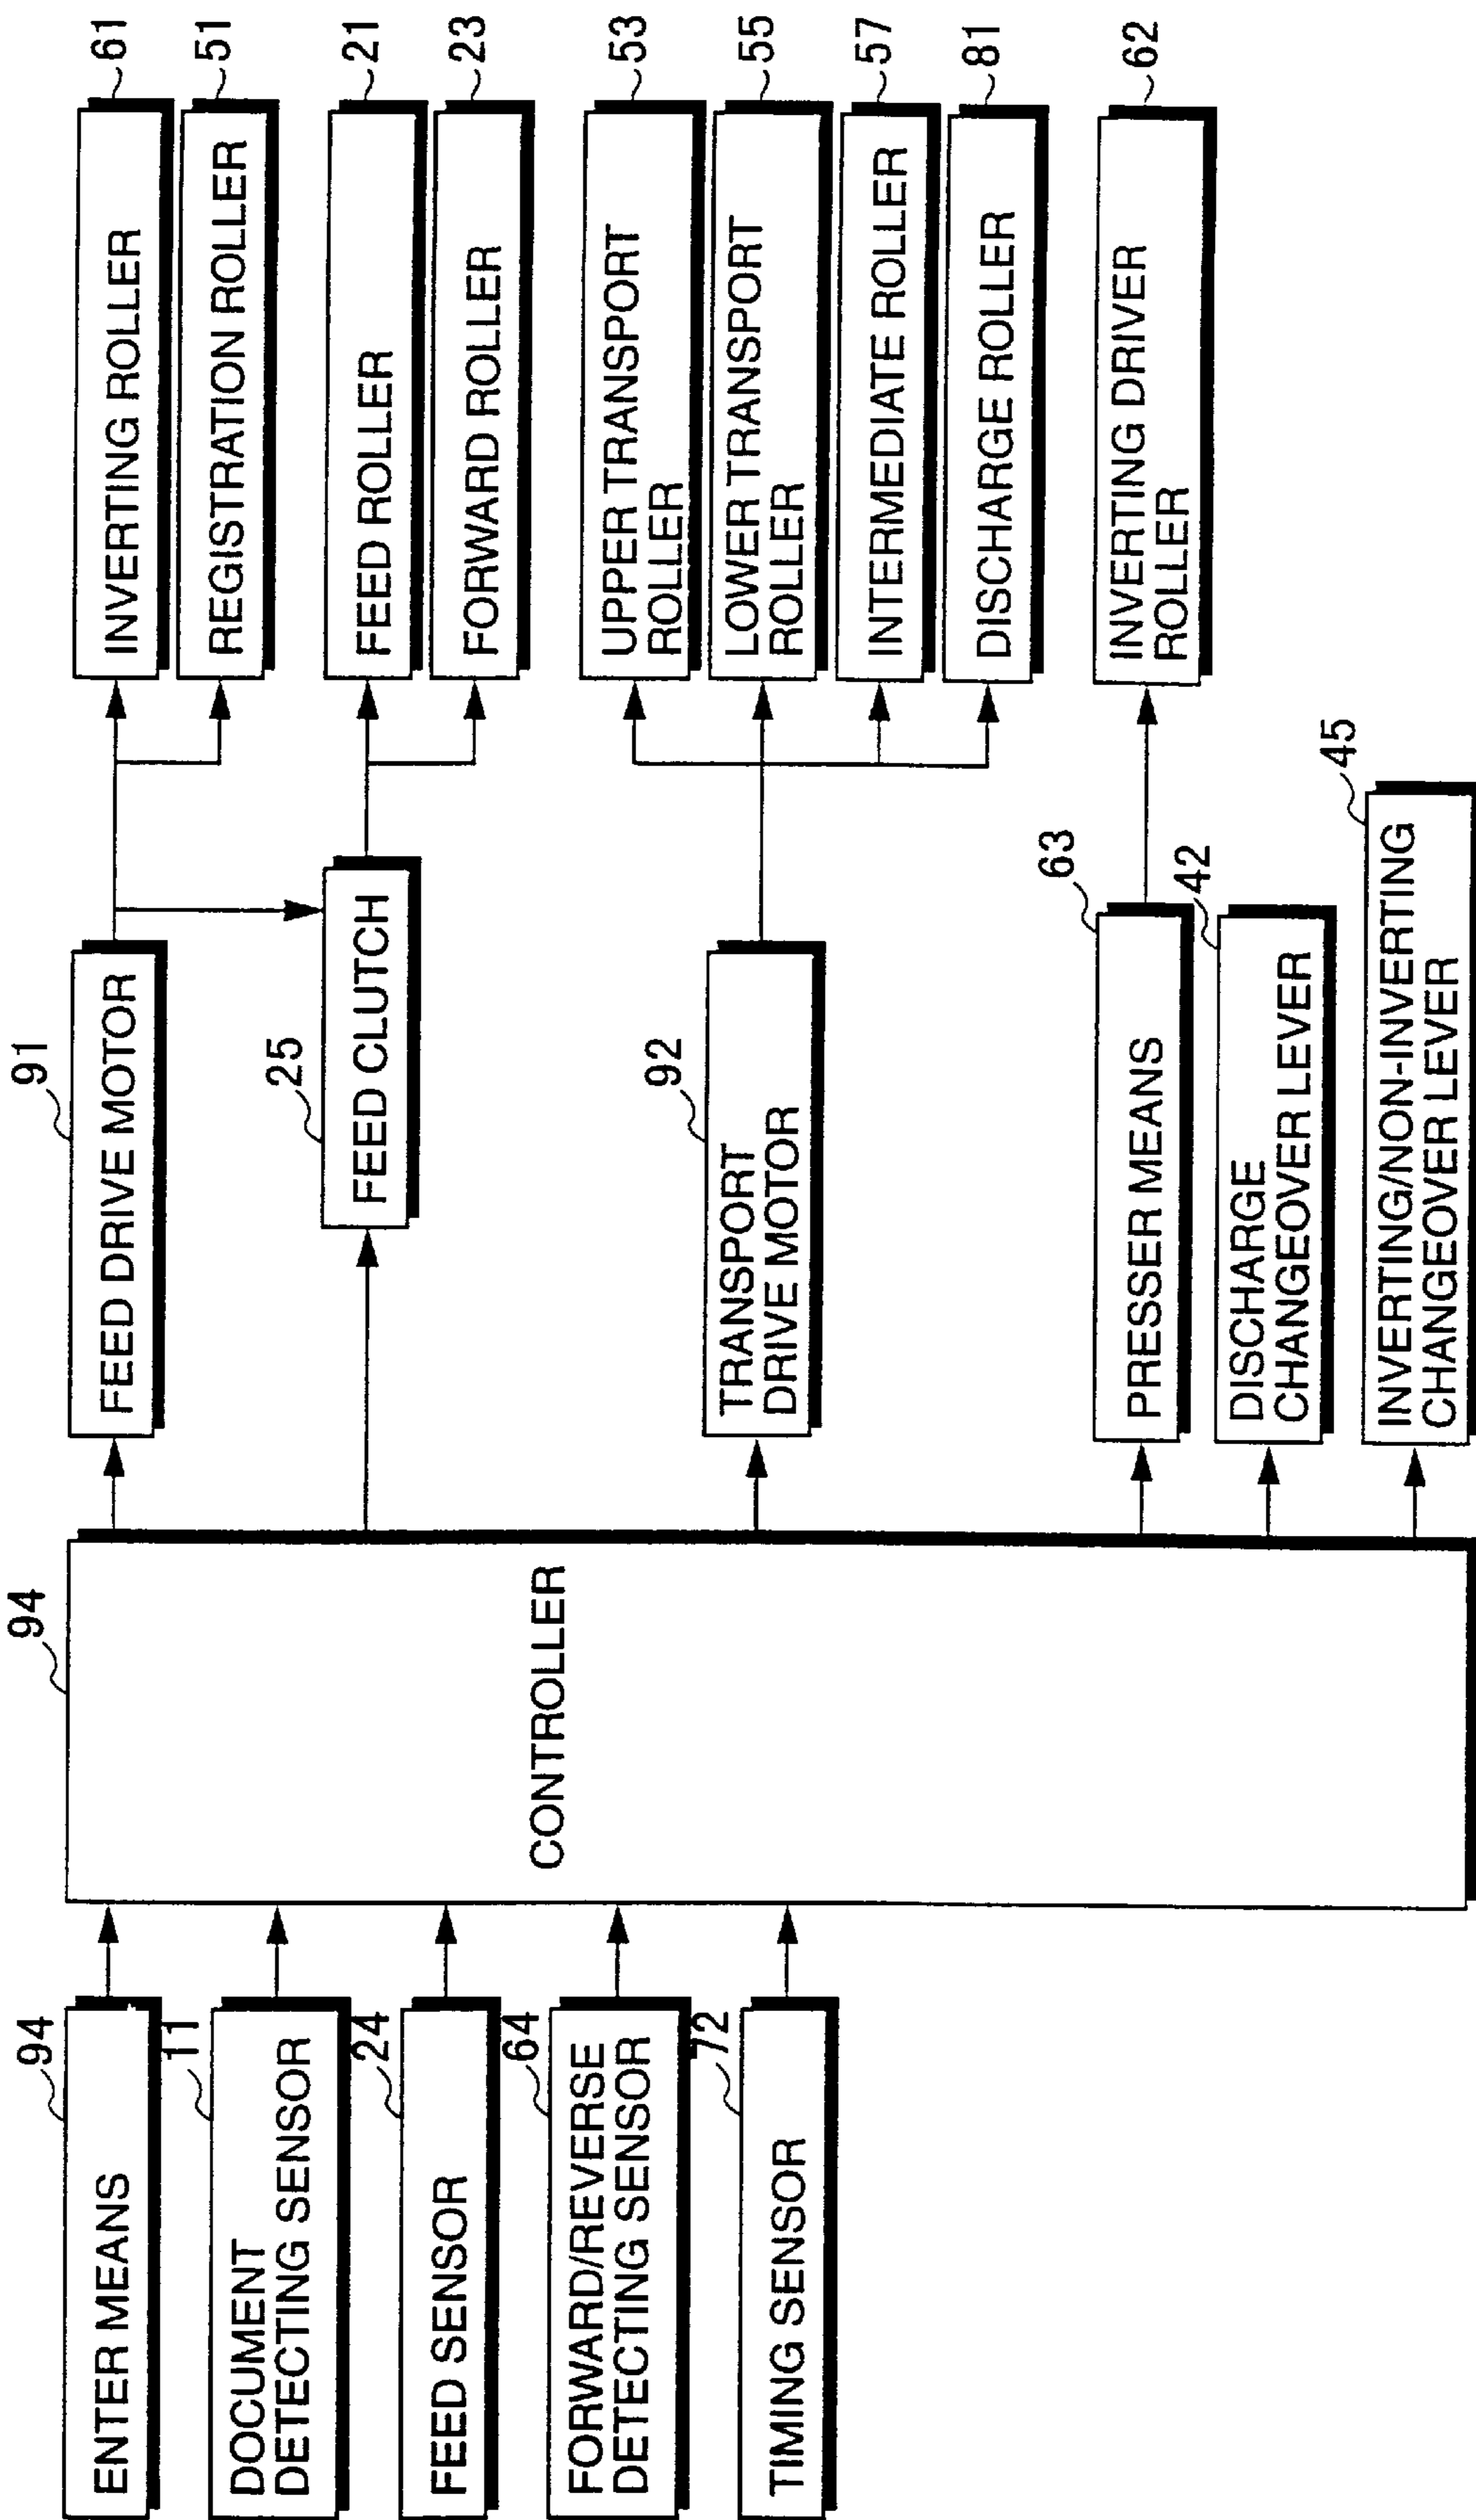 94
ENTER MEANS
11
DOCUMENT
DETECTING SENSOR
24
FEED SENSOR
64
FORWARD/REVERSE
DETECTING SENSOR
72
TIMING SENSOR
94
CONTROLLER
91
FEED DRIVE MOTOR
25
FEED CLUTCH
92
TRANSPORT
DRIVE MOTOR
63
PRESSER MEANS
42
DISCHARGE
CHANGEOVER LEVER
45
INVERTING/NON-INVERTING
CHANGEOVER LEVER
INVERTING ROLLER
61
REGISTRATION ROLLER
51
FEED ROLLER
21
FORWARD ROLLER
23
UPPER TRANSPORT
ROLLER
53
LOWER TRANSPORT
ROLLER
55
INTERMEDIATE ROLLER
57
DISCHARGE ROLLER
81
INVERTING DRIVER
ROLLER
62